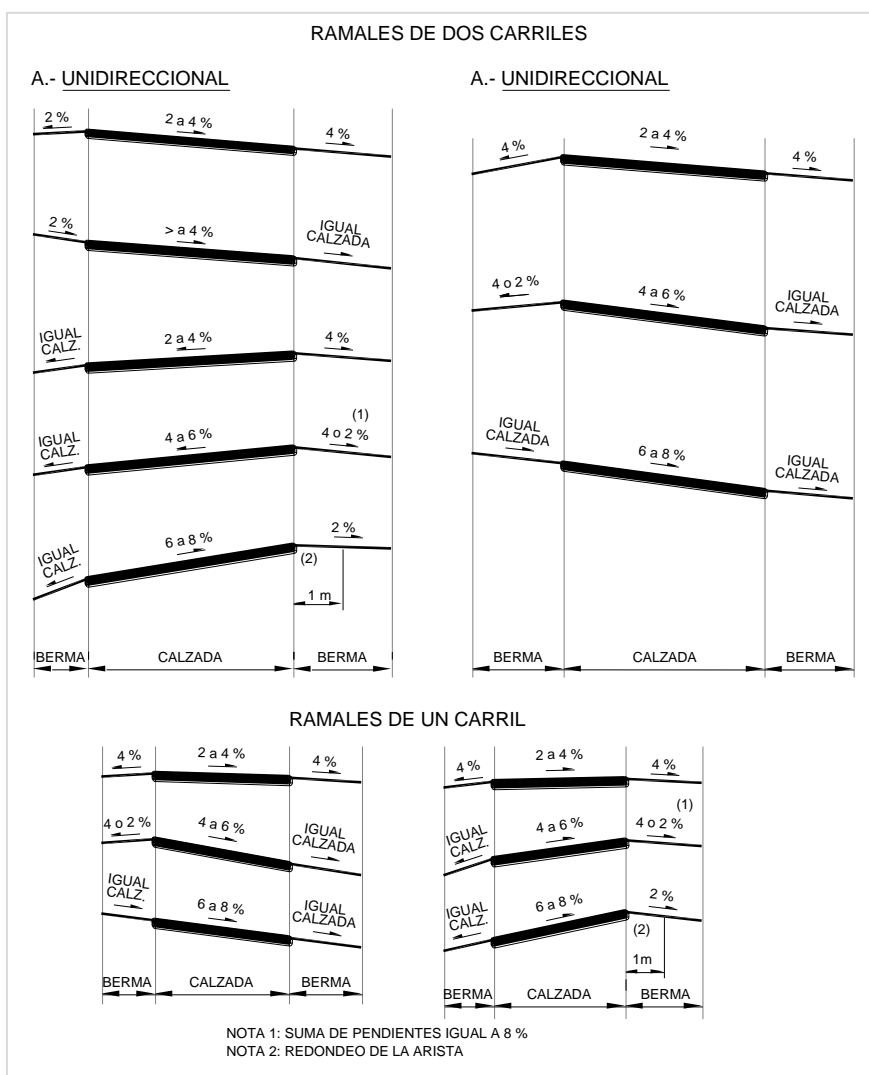 RAMALES DE DOS CARRILES
A.- UNIDIRECCIONAL
2 %
2 a 4 %
4 %
2 %
> a 4 %
IGUAL
CALZADA
IGUAL
CALZ.
2 a 4 %
4 %
IGUAL
CALZ.
4 a 6 %
(1)
4 o 2 %
IGUAL
CALZ.
6 a 8 %
2 %
(2)
1 m
BERMA
CALZADA
BERMA
A.- UNIDIRECCIONAL
4 %
2 a 4 %
4 %
4 o 2 %
4 a 6 %
IGUAL
CALZADA
IGUAL
CALZADA
6 a 8 %
IGUAL
CALZADA
BERMA
CALZADA
BERMA
RAMALES DE UN CARRIL
4 %
2 a 4 %
4 %
4 o 2 %
4 a 6 %
IGUAL
CALZADA
IGUAL
CALZ.
6 a 8 %
IGUAL
CALZADA
BERMA
CALZADA
BERMA
4 %
2 a 4 %
4 %
IGUAL
CALZ.
4 a 6 %
(1)
4 o 2 %
IGUAL
CALZ.
6 a 8 %
2 %
(2)
1m
BERMA
CALZADA
BERMA
NOTA 1: SUMA DE PENDIENTES IGUAL A 8 %
NOTA 2: REDONDEO DE LA ARISTA